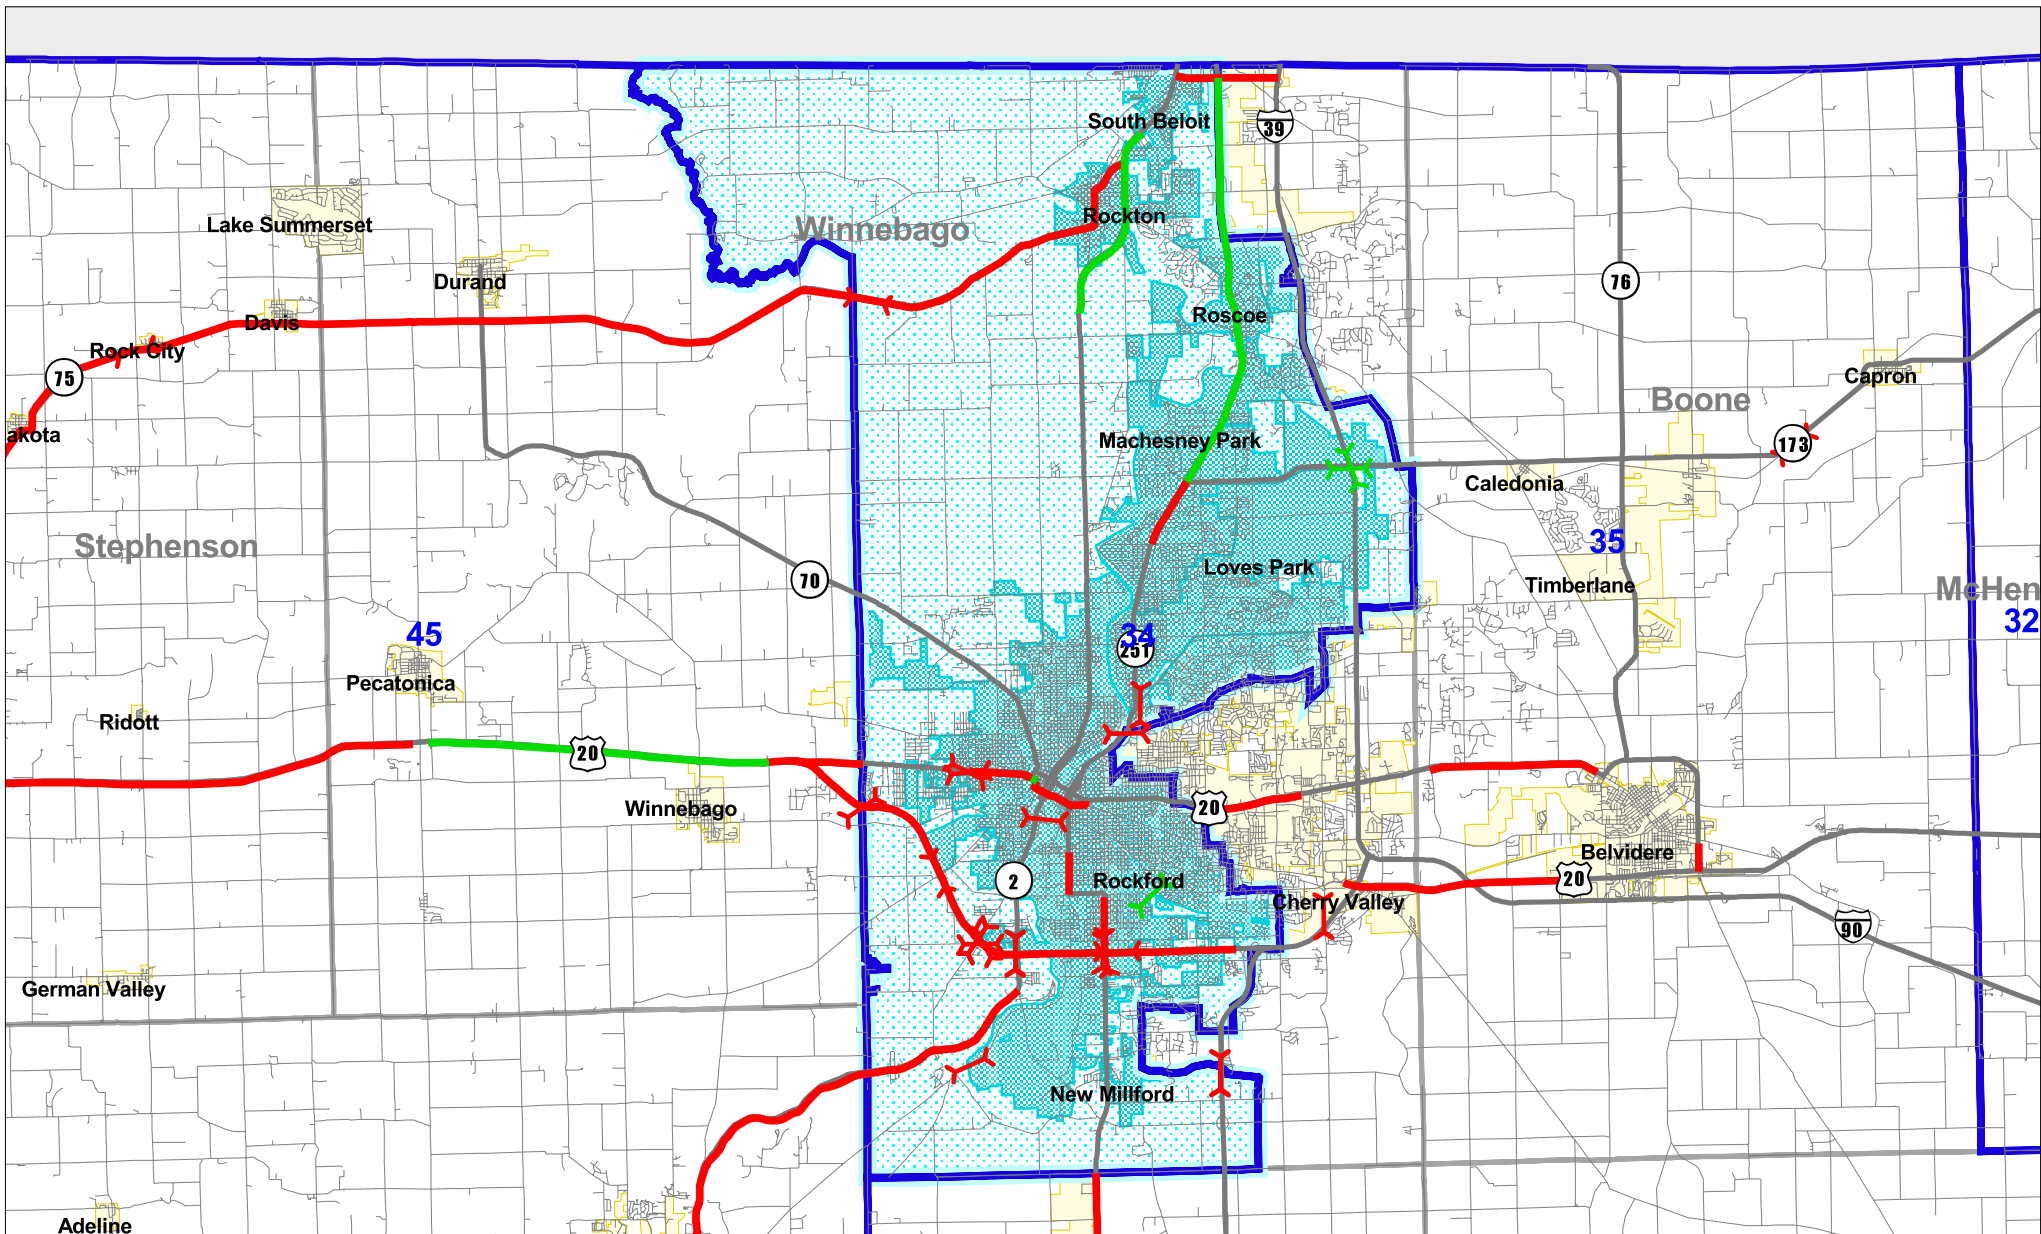 South Beloit
39
Rockton
Lake Summerset
Winnebago
Durand
76
Davis
Roscoe
Rock City
75
Capron
Boone
akota
Machesney Park
173
Caledonia
Stephenson
35
Loves Park
70
Timberlane
McHen
32
45
34
251
Pecatonica
Ridott
20
Winnebago
20
Belvidere
2
Rockford
20
Cherry Valley
90
German Valley
New Millford
Adeline